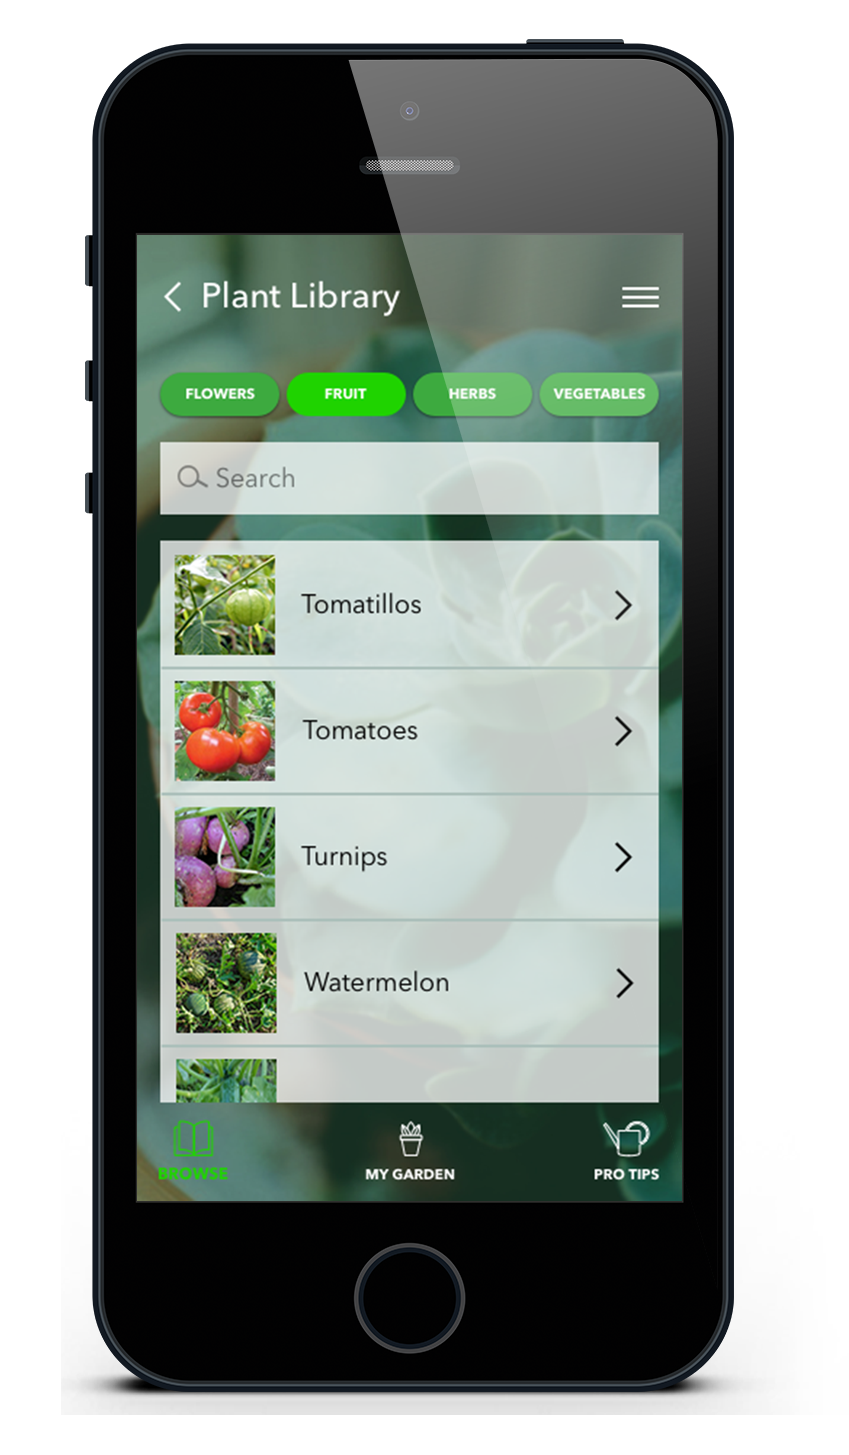 Plant Library
FLOWERS FRUIT HERBS VEGETABLES
Search
Tomatillos
Tomatoes
Turnips
Watermelon
BROWSE MY GARDEN PRO TIPS